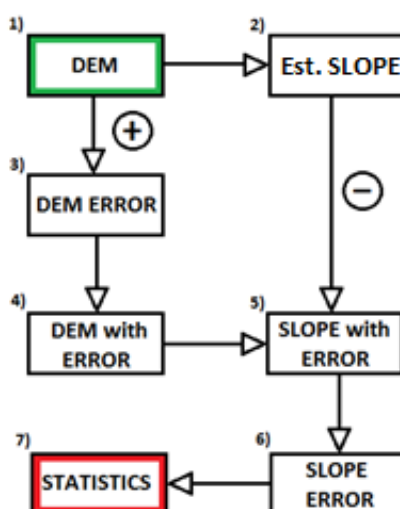 1)
DEM
2)
Est. SLOPE
+
3)
DEM ERROR
−
4)
DEM with
ERROR
5)
SLOPE with
ERROR
7)
STATISTICS
6)
SLOPE
ERROR